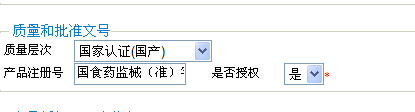 质量和批准文号
质量层次 国家认证(国产)
产品注册号 国食药监械（准）字 是否授权 是 *